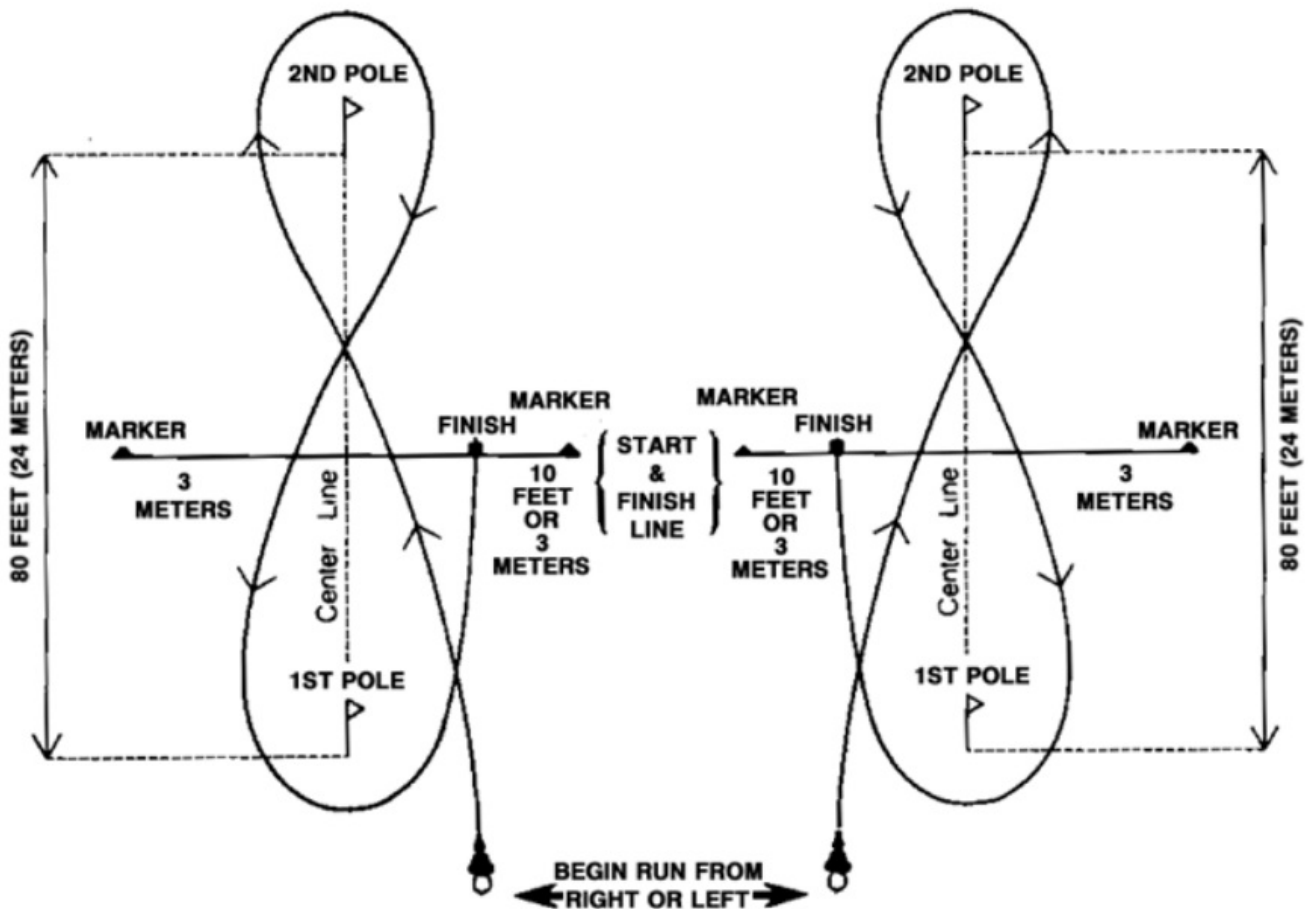 2ND POLE
2ND POLE
80 FEET (24 METERS)
MARKER
3
METERS
Center Line
FINISH
MARKER
10
FEET
OR
3
METERS
START
&
FINISH
LINE
MARKER
FINISH
10
FEET
OR
3
METERS
Center Line
MARKER
3
METERS
80 FEET (24 METERS)
1ST POLE
1ST POLE
BEGIN RUN FROM
RIGHT OR LEFT